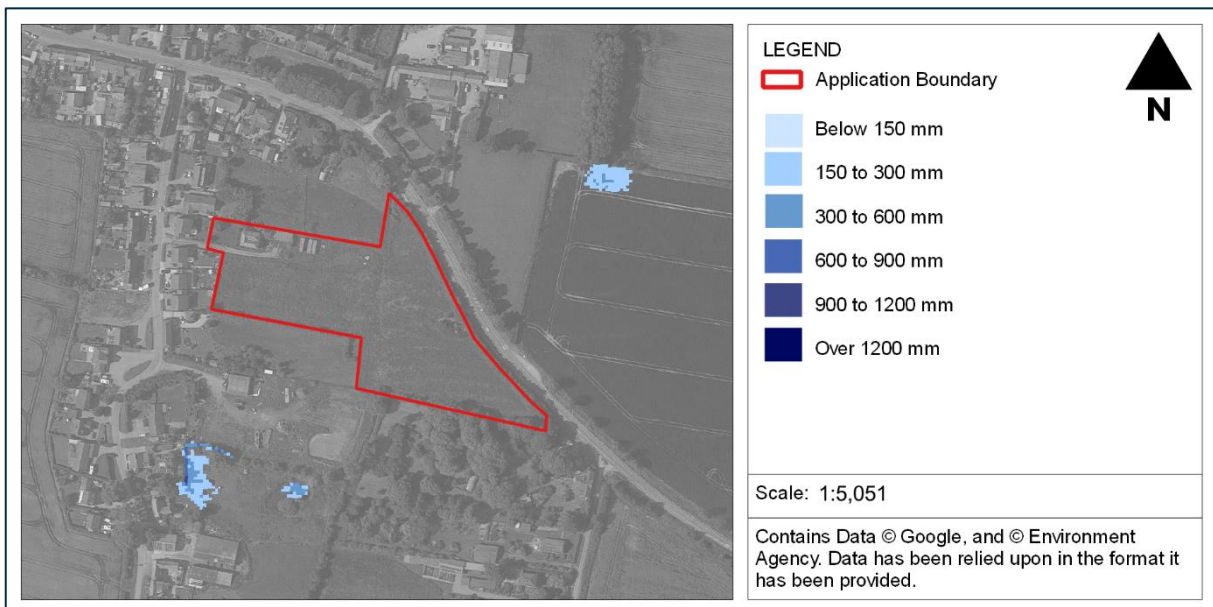 LEGEND
Application Boundary
N
Below 150 mm
150 to 300 mm
300 to 600 mm
600 to 900 mm
900 to 1200 mm
Over 1200 mm
Scale: 1:5,051
Contains Data © Google, and © Environment
Agency. Data has been relied upon in the format it
has been provided.